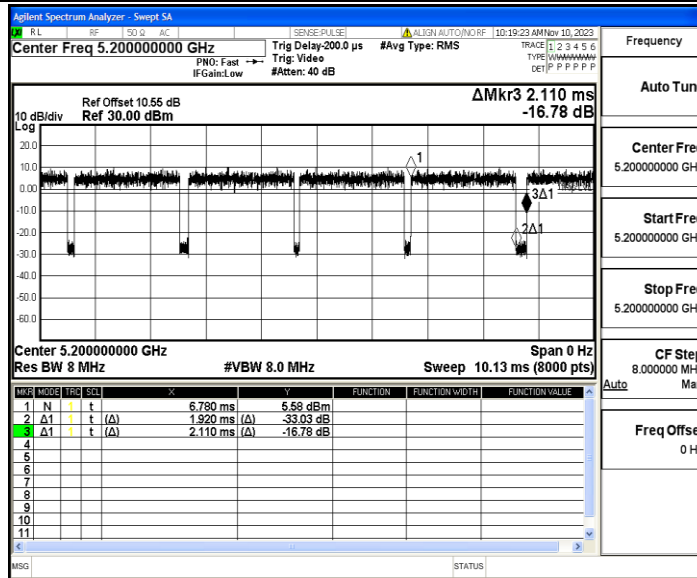 Agilent Spectrum Analyzer - Swept SA
RL RF 50 Ω AC SENSE:PULSE ALIGN AUTO/NO RF 10:19:23 AM Nov 10, 2023
Center Freq 5.200000000 GHz
Trig Delay-200.0 µs #Avg Type: RMS
TRACE 1 2 3 4 5 6
PNO: Fast Trig: Video
TYPE WWWWWW
IFGain:Low #Atten: 40 dB
DET P P P P P P
ΔMkr3 2.110 ms
-16.78 dB
Ref Offset 10.55 dB
10 dB/div Ref 30.00 dBm
Log
20.0
10.0
0.00
-10.0
-20.0
-30.0
-40.0
-50.0
-60.0
1
3Δ1
2Δ1
Center 5.200000000 GHz Span 0 Hz
Res BW 8 MHz #VBW 8.0 MHz Sweep 10.13 ms (8000 pts)
MKR MODE TRC SCL X Y FUNCTION FUNCTION WIDTH FUNCTION VALUE
1 N 1 t 6.780 ms 5.58 dBm
2 Δ1 1 t (Δ) 1.920 ms (Δ) -33.03 dB
3 Δ1 1 t (Δ) 2.110 ms (Δ) -16.78 dB
4
5
6
7
8
9
10
11
MSG STATUS
Frequency
Auto Tun
Center Fre
5.200000000 GH
Start Fre
5.200000000 GH
Stop Fre
5.200000000 GH
CF Ste
8.000000 MH
Auto Ma
Freq Offse
0 H